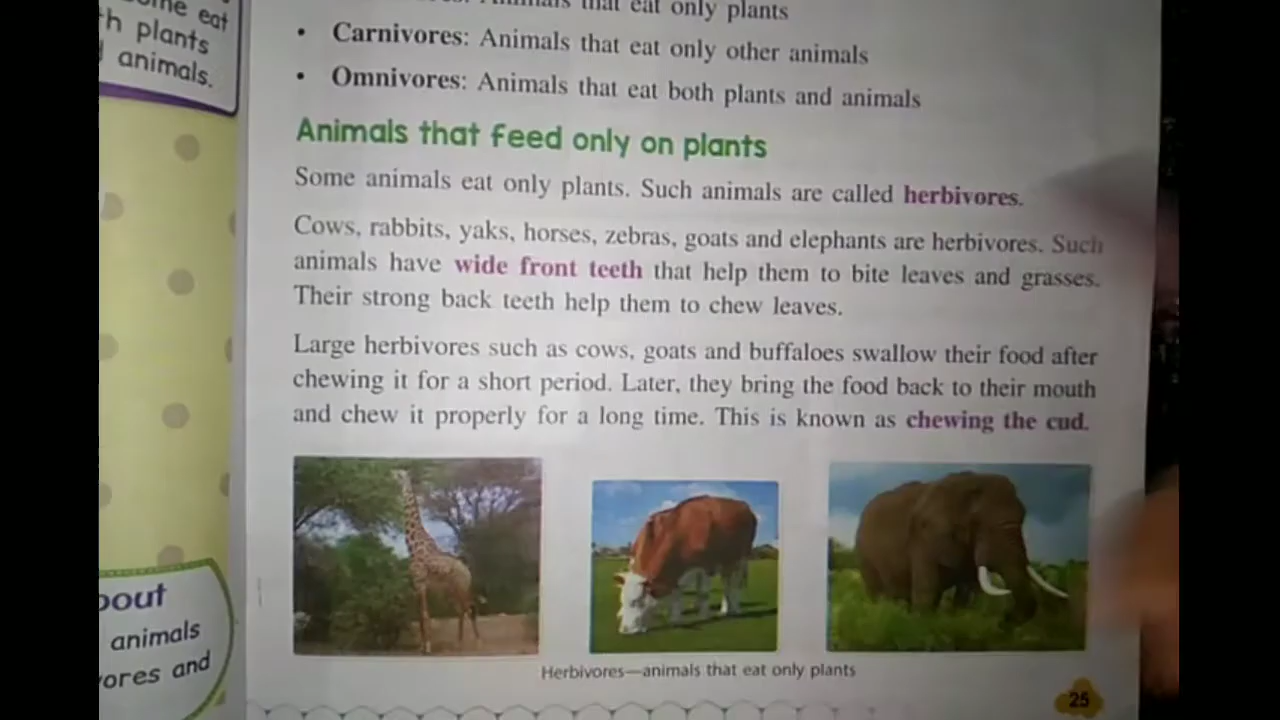 eat
plants
animals.
that eat only plants
• Carnivores: Animals that eat only other animals
• Omnivores: Animals that eat both plants and animals
Animals that feed only on plants
Some animals eat only plants. Such animals are called herbivores.
Cows, rabbits, yaks, horses, zebras, goats and elephants are herbivores. Such
animals have wide front teeth that help them to bite leaves and grasses.
Their strong back teeth help them to chew leaves.
Large herbivores such as cows, goats and buffaloes swallow their food after
chewing it for a short period. Later, they bring the food back to their mouth
and chew it properly for a long time. This is known as chewing the cud.
Herbivores—animals that eat only plants
animals
and
25